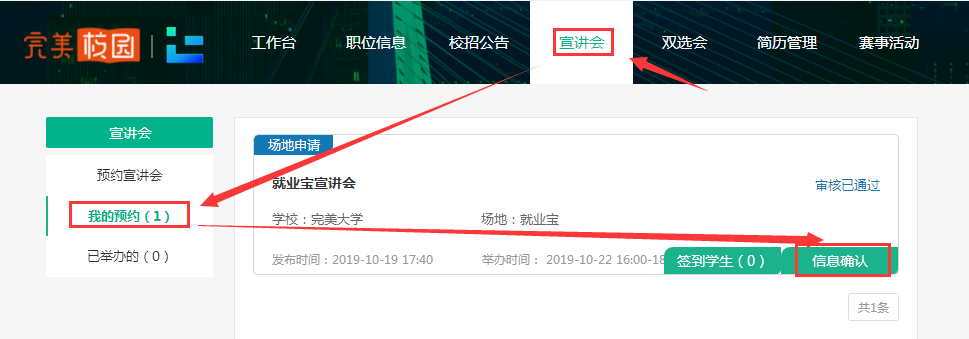 完美校园
工作台 职位信息 校招公告 宣讲会 双选会 简历管理 赛事活动
宣讲会
预约宣讲会
我的预约（1）
已举办的（0）
场地申请
就业宝宣讲会
审核已通过
学校：完美大学 场地：就业宝
发布时间：2019-10-19 17:40 举办时间： 2019-10-22 16:00-18
签到学生（0） 信息确认
共1条